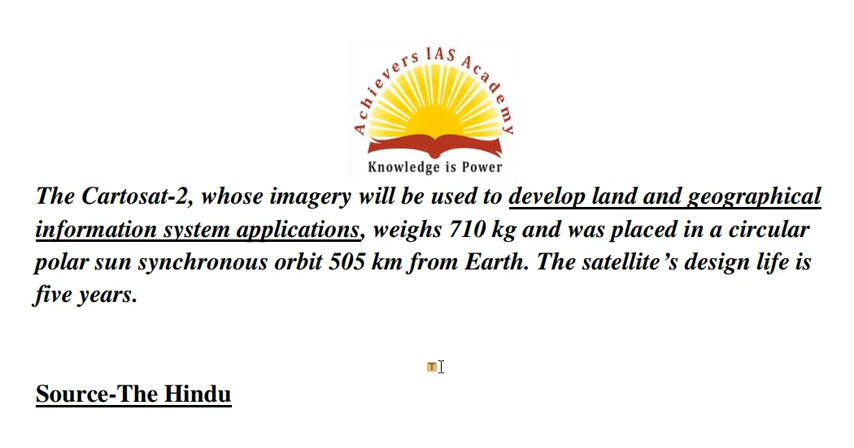 Achievers IAS Academy
Knowledge is Power
The Cartosat-2, whose imagery will be used to develop land and geographical
information system applications, weighs 710 kg and was placed in a circular
polar sun synchronous orbit 505 km from Earth. The satellite’s design life is
five years.
T
Source-The Hindu